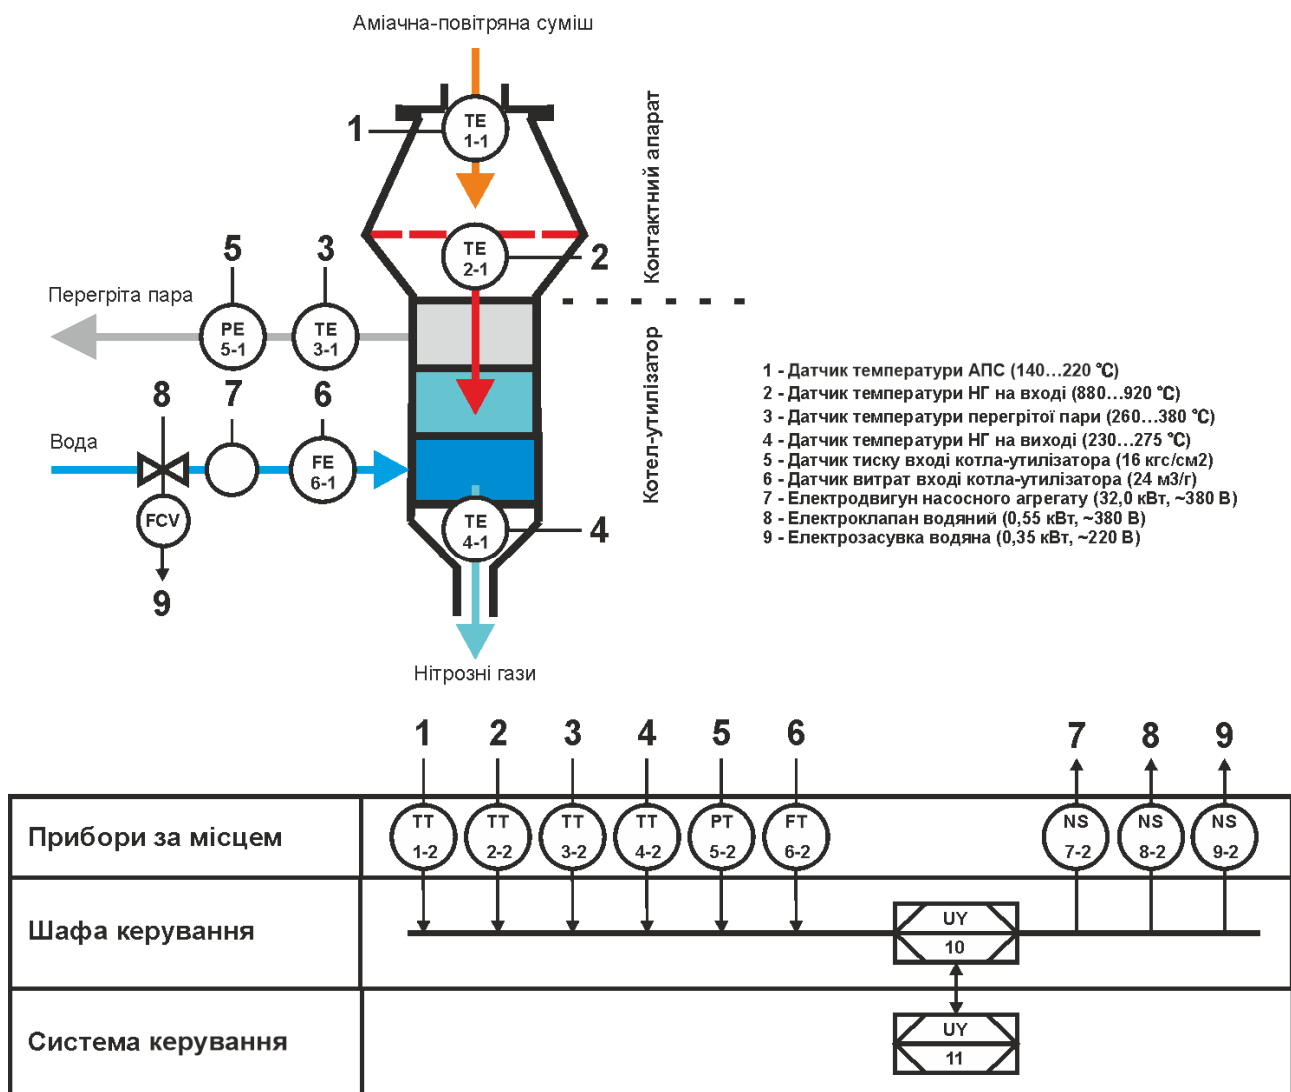 Аміачна-повітряна суміш
TE
1-1
1
Контактний апарат
TE
2-1
2
5
3
Перегріта пара
PE
5-1
TE
3-1
Котел-утилізатор
8
7
6
Вода
FE
6-1
FCV
9
TE
4-1
4
Нітрозні гази
1 - Датчик температури АПС (140...220 ℃)
2 - Датчик температури НГ на вході (880...920 ℃)
3 - Датчик температури перегрітої пари (260...380 ℃)
4 - Датчик температури НГ на виході (230...275 ℃)
5 - Датчик тиску вході котла-утилізатора (16 кгс/см2)
6 - Датчик витрат вході котла-утилізатора (24 м3/г)
7 - Електродвигун насосного агрегату (32,0 кВт, ~380 В)
8 - Електроклапан водяний (0,55 кВт, ~380 В)
9 - Електрозасувка водяна (0,35 кВт, ~220 В)
1 2 3 4 5 6 7 8 9
Прибори за місцем
TT
1-2
TT
2-2
TT
3-2
TT
4-2
PT
5-2
FT
6-2
NS
7-2
NS
8-2
NS
9-2
Шафа керування
UY
10
Система керування
UY
11